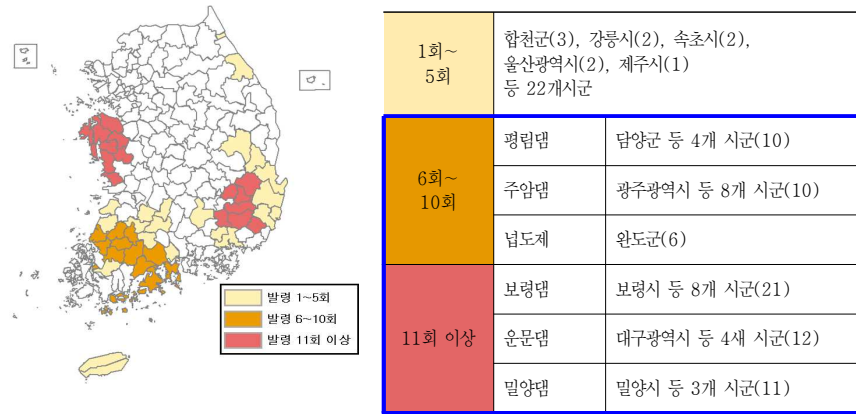 발령 1~5회
발령 6~10회
발령 11회 이상
1회~
5회
합천군(3), 강릉시(2), 속초시(2),
울산광역시(2), 제주시(1)
등 22개시군
6회~
10회
평림댐
담양군 등 4개 시군(10)
주암댐
광주광역시 등 8개 시군(10)
넙도제
완도군(6)
11회 이상
보령댐
보령시 등 8개 시군(21)
운문댐
대구광역시 등 4새 시군(12)
밀양댐
밀양시 등 3개 시군(11)